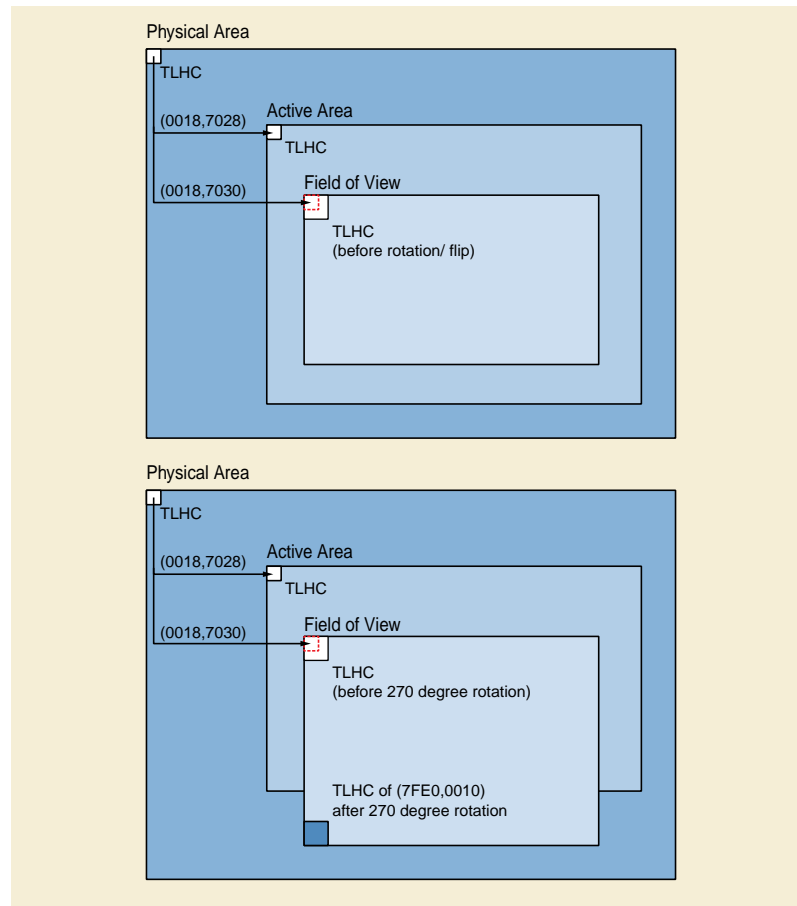 Physical Area
TLHC
(0018,7028)
Active Area
TLHC
(0018,7030)
Field of View
TLHC
(before rotation/ flip)
Physical Area
TLHC
(0018,7028)
Active Area
TLHC
(0018,7030)
Field of View
TLHC
(before 270 degree rotation)
TLHC of (7FE0,0010)
after 270 degree rotation